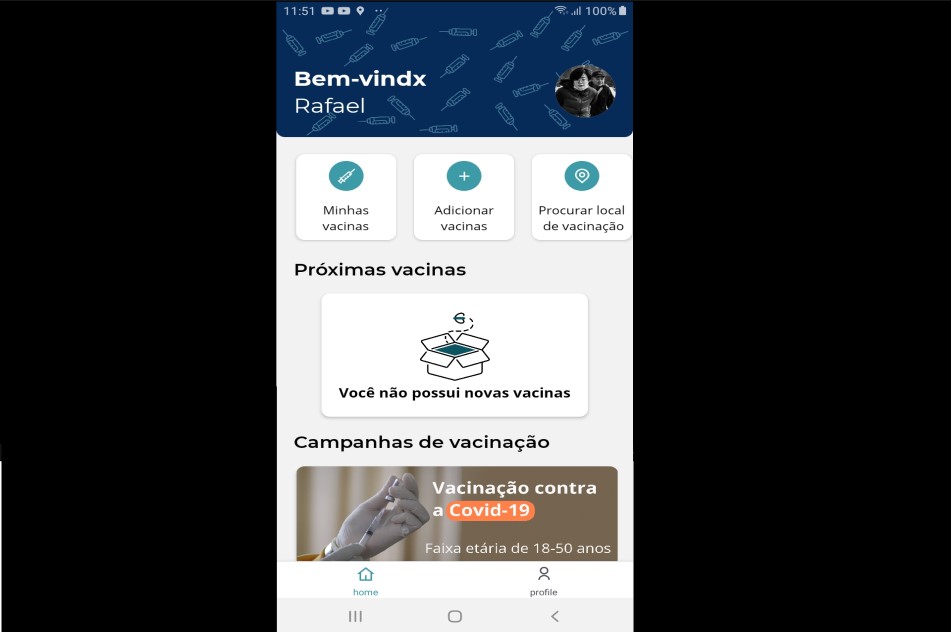 11:51
100%
Bem-vindx
Rafael
Minhas
vacinas
Adicionar
vacinas
Procurar local
de vacinação
Próximas vacinas
Você não possui novas vacinas
Campanhas de vacinação
Vacinação contra
a Covid-19
Faixa etária de 18-50 anos
home
profile